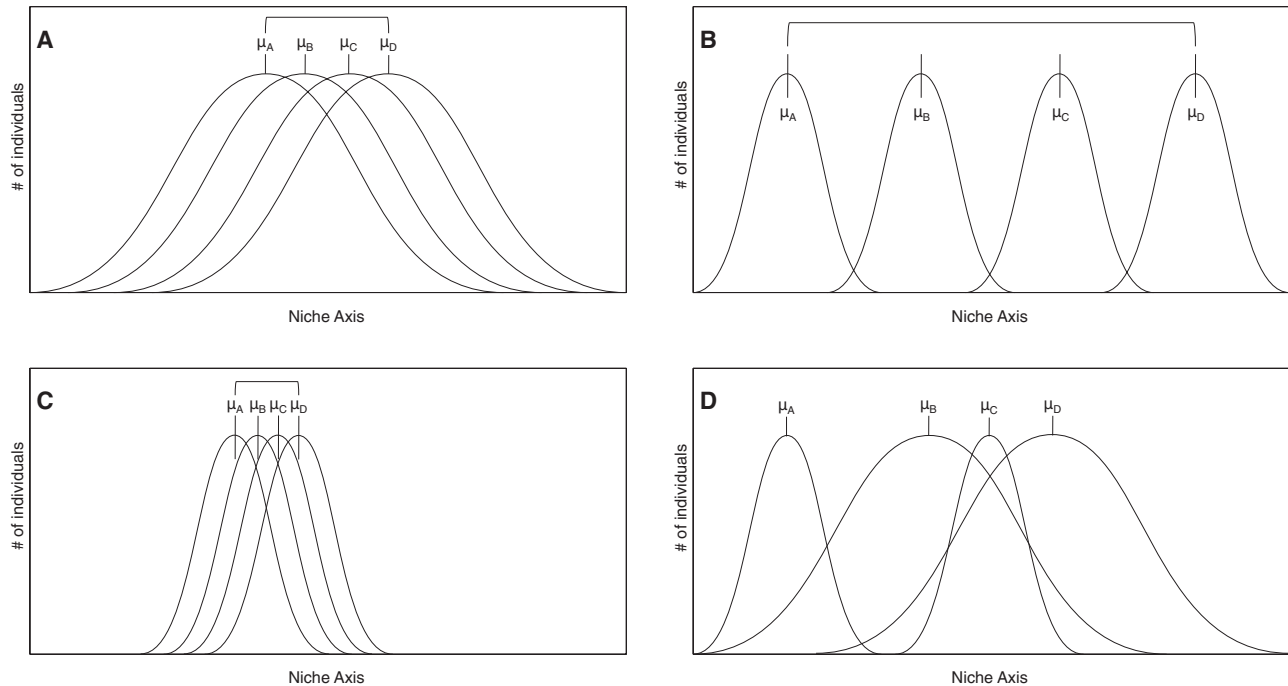 A
μA μB μC μD
# of individuals
Niche Axis
B
μA μB μC μD
# of individuals
Niche Axis
C
μA μB μC μD
# of individuals
Niche Axis
D
μA μB μC μD
# of individuals
Niche Axis